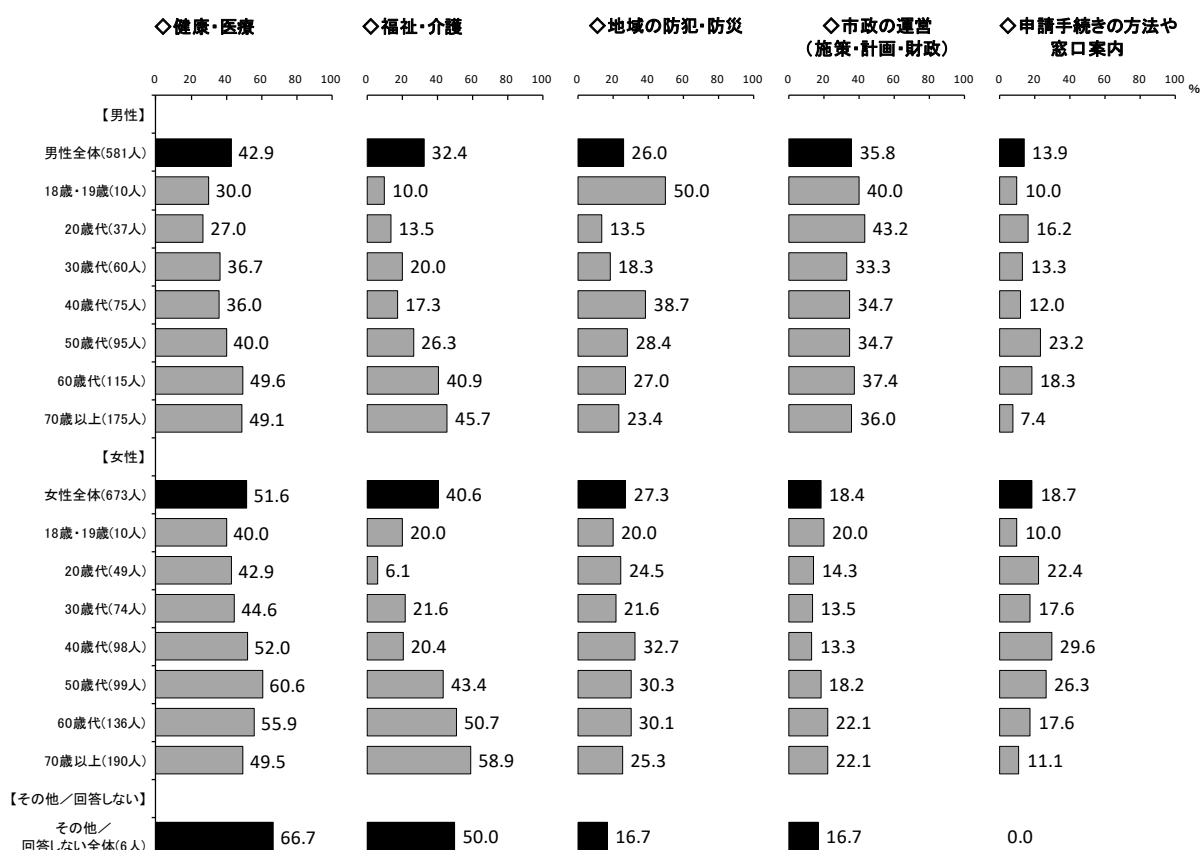 ◇健康・医療 ◇福祉・介護 ◇地域の防犯・防災 ◇市政の運営 ◇申請手続きの方法や
(施策・計画・財政) 窓口案内
0 20 40 60 80 100 0 20 40 60 80 100 0 20 40 60 80 100 0 20 40 60 80 100 0 20 40 60 80 100 %
【男性】
男性全体(581人) 42.9 32.4 26.0 35.8 13.9
18歳・19歳(10人) 30.0 10.0 50.0 40.0 10.0
20歳代(37人) 27.0 13.5 13.5 43.2 16.2
30歳代(60人) 36.7 20.0 18.3 33.3 13.3
40歳代(75人) 36.0 17.3 38.7 34.7 12.0
50歳代(95人) 40.0 26.3 28.4 34.7 23.2
60歳代(115人) 49.6 40.9 27.0 37.4 18.3
70歳以上(175人) 49.1 45.7 23.4 36.0 7.4
【女性】
女性全体(673人) 51.6 40.6 27.3 18.4 18.7
18歳・19歳(10人) 40.0 20.0 20.0 20.0 10.0
20歳代(49人) 42.9 6.1 24.5 14.3 22.4
30歳代(74人) 44.6 21.6 21.6 13.5 17.6
40歳代(98人) 52.0 20.4 32.7 13.3 29.6
50歳代(99人) 60.6 43.4 30.3 18.2 26.3
60歳代(136人) 55.9 50.7 30.1 22.1 17.6
70歳以上(190人) 49.5 58.9 25.3 22.1 11.1
【その他／回答しない】
その他／
回答しない全体(6人) 66.7 50.0 16.7 16.7 0.0